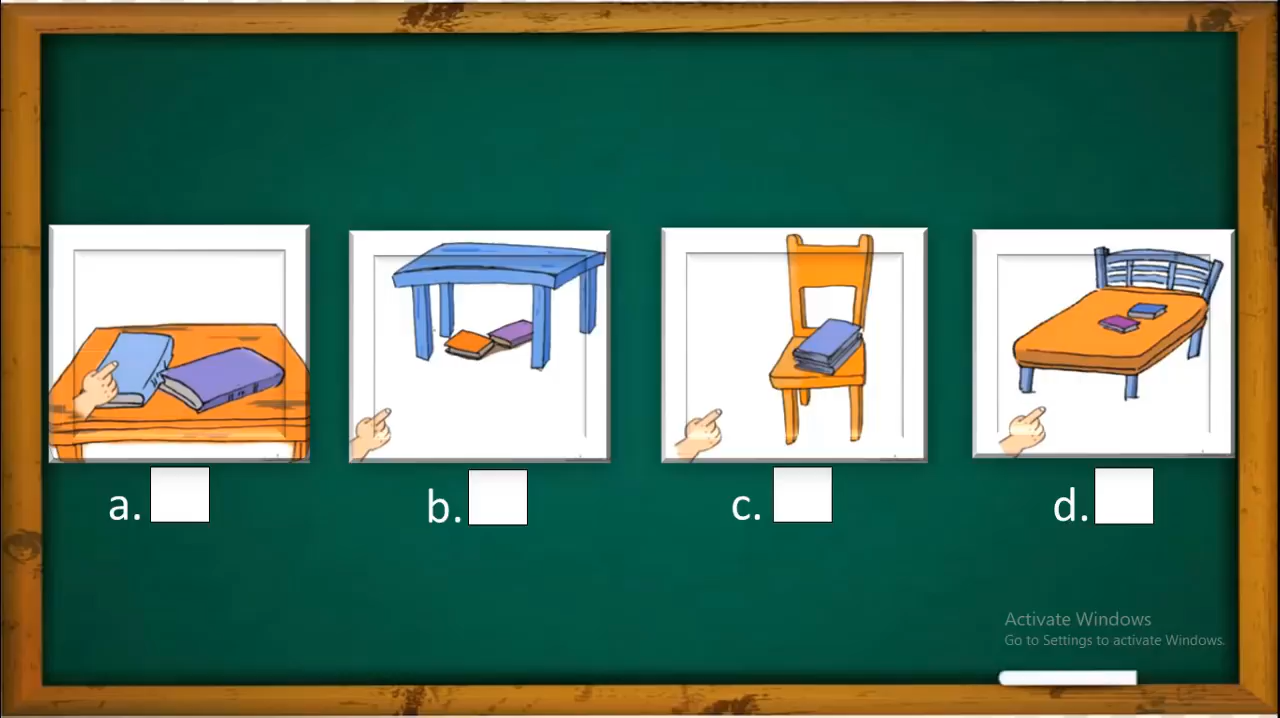 a.
b.
c.
d.
Activate Windows
Go to Settings to activate Windows.